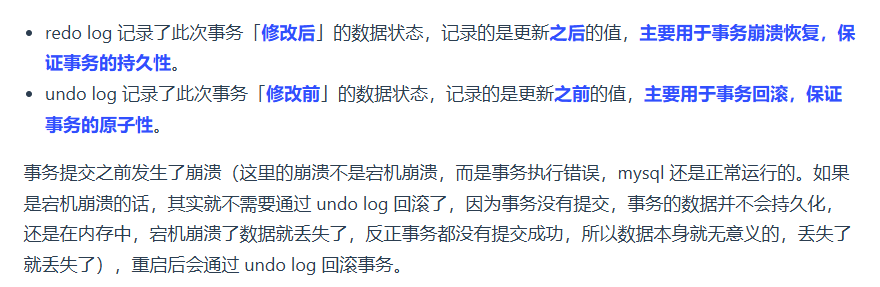 • redo log 记录了此次事务「修改后」的数据状态，记录的是更新之后的值，主要用于事务崩溃恢复，保
证事务的持久性。
• undo log 记录了此次事务「修改前」的数据状态，记录的是更新之前的值，主要用于事务回滚，保证
事务的原子性。
事务提交之前发生了崩溃（这里的崩溃不是宕机崩溃，而是事务执行错误，mysql 还是正常运行的。如果
是宕机崩溃的话，其实就不需要通过 undo log 回滚了，因为事务没有提交，事务的数据并不会持久化，
还是在内存中，宕机崩溃了数据就丢失了，反正事务都没有提交成功，所以数据本身就无意义的，丢失了
就丢失了），重启后会通过 undo log 回滚事务。